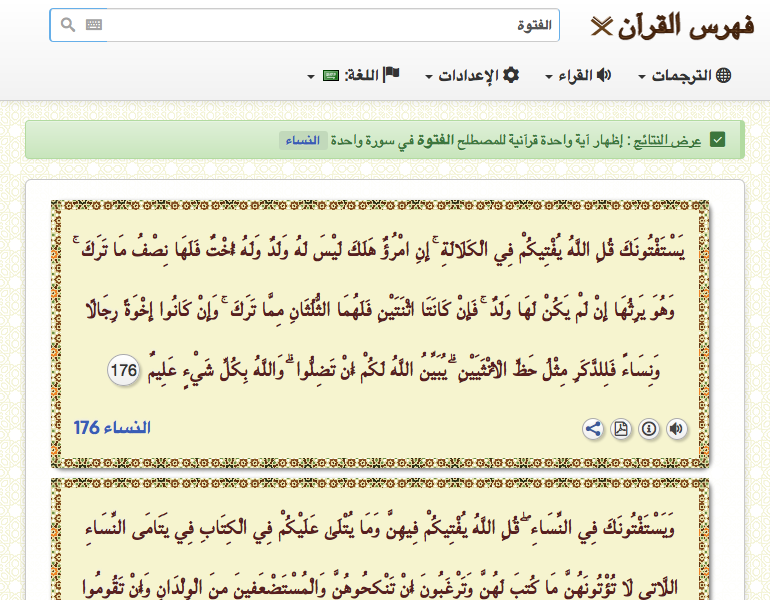 فهرس القرآن
الفتوة
الترجمات
القراء
الإعدادات
اللغة:
عرض النتائج : إظهار آية واحدة قرآنية للمصطلح الفتوة في سورة واحدة النساء
يَسْتَفْتُونَكَ قُلِ اللَّهُ يُفْتِيكُمْ فِي الْكَلَالَةِ ۚ إِنِ امْرُؤٌ هَلَكَ لَيْسَ لَهُ وَلَدٌ وَلَهُ أُخْتٌ فَلَهَا نِصْفُ مَا تَرَكَ ۚ
وَهُوَ يَرِثُهَا إِنْ لَمْ يَكُنْ لَهَا وَلَدٌ ۚ فَإِنْ كَانَتَا اثْنَتَيْنِ فَلَهُمَا الثُّلُثَانِ مِمَّا تَرَكَ ۚ وَإِنْ كَانُوا إِخْوَةً رِجَالًا
وَنِسَاءً فَلِلذَّكَرِ مِثْلُ حَظِّ الْأُنْثَيَيْنِ ۗ يُبَيِّنُ اللَّهُ لَكُمْ أَنْ تَضِلُّوا ۗ وَاللَّهُ بِكُلِّ شَيْءٍ عَلِيمٌ 176
النساء 176
وَيَسْتَفْتُونَكَ فِي النِّسَاءِ ۖ قُلِ اللَّهُ يُفْتِيكُمْ فِيهِنَّ وَمَا يُتْلَىٰ عَلَيْكُمْ فِي الْكِتَابِ فِي يَتَامَى النِّسَاءِ
اللَّاتِي لَا تُؤْتُونَهُنَّ مَا كُتِبَ لَهُنَّ وَتَرْغَبُونَ أَنْ تَنْكِحُوهُنَّ وَالْمُسْتَضْعَفِينَ مِنَ الْوِلْدَانِ وَأَنْ تَقُومُوا